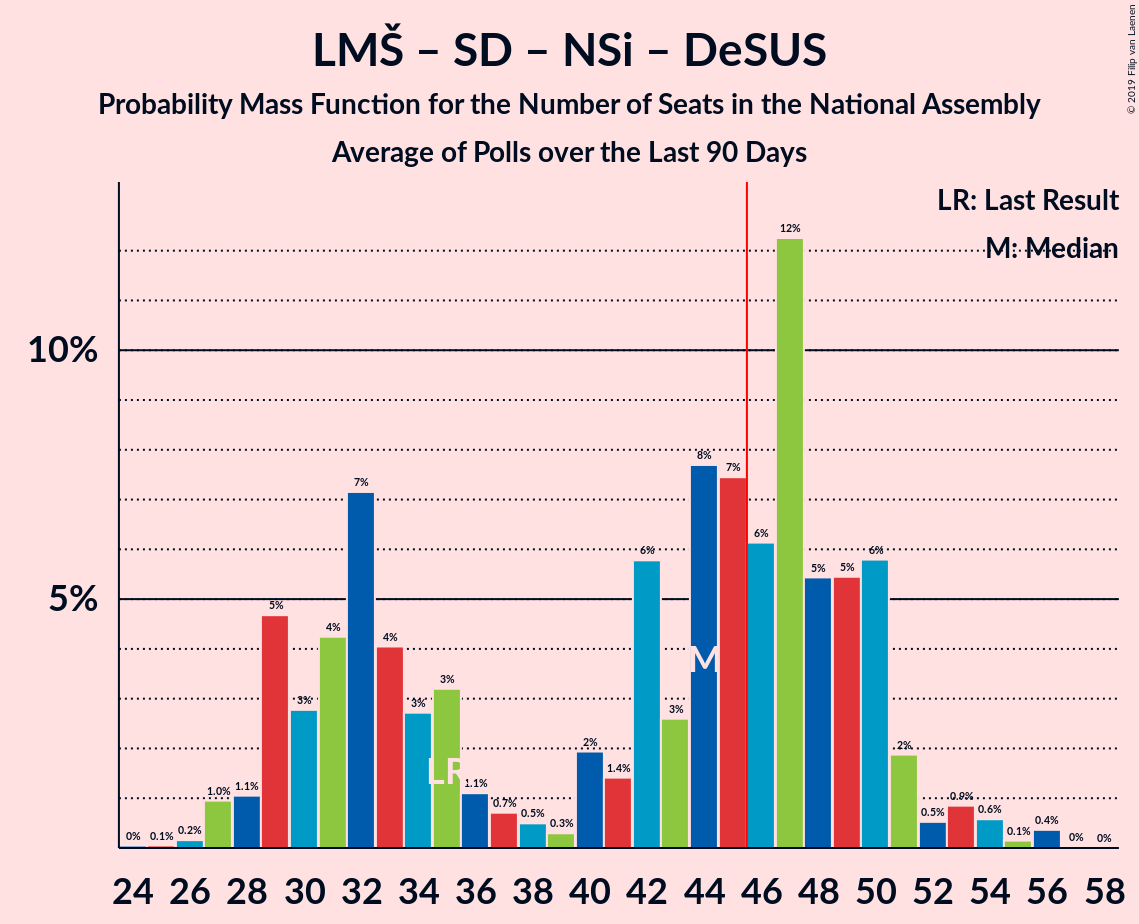 LMŠ – SD – NSi – DeSUS
Probability Mass Function for the Number of Seats in the National Assembly
Average of Polls over the Last 90 Days
© 2019 Filip van Laenen
LR: Last Result
M: Median
10%
5%
0% 0.1% 0.2% 1.0% 1.1% 5% 3% 4% 7% 4% 3% 3% 1.1% 0.7% 0.5% 0.3% 2% 1.4% 6% 3% 8% 7% 6% 12% 5% 5% 6% 2% 0.5% 0.9% 0.6% 0.1% 0.4% 0% 0%
LR
M
24 26 28 30 32 34 36 38 40 42 44 46 48 50 52 54 56 58